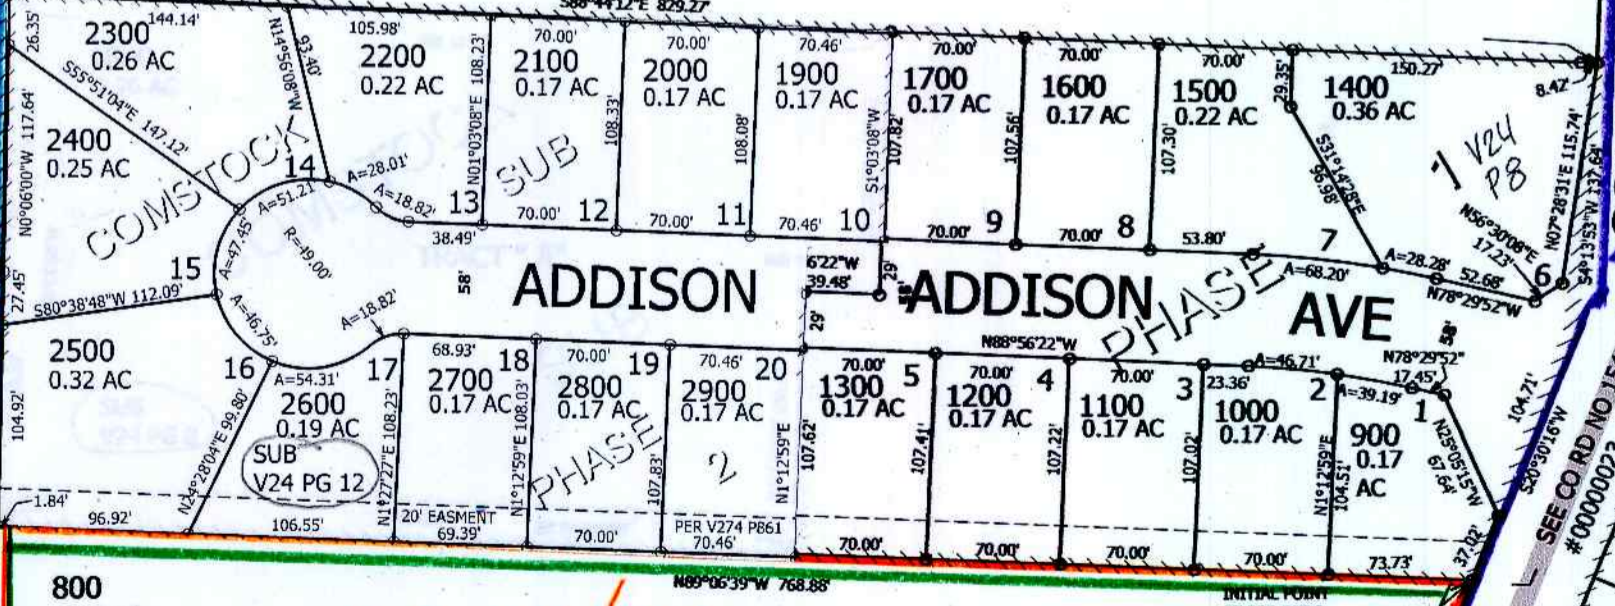 S88°44'12"E 829.27'
26.35'
2300
144.14'
0.26 AC
N14°56'08"W
93.40'
105.98'
2200
0.22 AC
N01°03'08"E 108.23'
70.00'
2100
0.17 AC
108.33'
70.00'
2000
0.17 AC
108.08'
70.46'
1900
0.17 AC
S1°03'08"W
107.82'
70.00'
1700
0.17 AC
107.56'
70.00'
1600
0.17 AC
107.30'
70.00'
1500
0.22 AC
29.35'
1400
0.36 AC
150.27'
8.42'
S55°51'04"E 147.12'
N0°06'00"W 117.64'
2400
0.25 AC
COMSTOCK
SUB
14
A=28.01'
A=51.21'
A=18.82'
13
38.49'
70.00'
12
70.00'
11
70.46'
10
70.00'
9
70.00'
8
53.80'
S31°14'28"E
96.98'
7
A=68.20'
A=28.28'
52.68'
N78°29'52"W
N56°30'08"E
17.23'
6
N07°28'31"E 115.74'
S4°13'53"W 137.64'
-1 V24
P8
A=47.45'
R=49.00'
15
27.45'
S80°38'48"W 112.09'
A=46.75'
A=18.82'
58'
ADDISON
6'22"W
39.48'
29'
29'
ADDISON
PHASE
AVE
58'
N88°56'22"W
N78°29'52"
17.45'
2500
0.32 AC
104.92'
16
A=54.31'
17
2600
0.19 AC
SUB
V24 PG 12
N24°28'04"E 99.80'
N1°27'27"E 108.23'
68.93'
18
2700
0.17 AC
N1°12'59"E 108.03'
70.00'
19
2800
0.17 AC
107.83'
70.46'
20
2900
0.17 AC
N1°12'59"E
107.62'
PHASE
2
70.00'
5
1300
0.17 AC
107.41'
70.00'
4
1200
0.17 AC
107.22'
70.00'
3
1100
0.17 AC
107.02'
23.36'
A=46.71'
2
1000
0.17 AC
N1°12'59"E
104.51'
A=39.19'
1
900
0.17
AC
N25°05'15"W
67.64'
104.71'
S20°30'16"W
37.02'
SEE CO RD NO 15
1.84'
96.92'
106.55'
20' EASMENT
69.39'
70.00'
PER V274 P861
70.46'
70.00'
70.00'
70.00'
70.00'
73.73'
N89°06'39"W 768.88'
INITIAL POINT
800